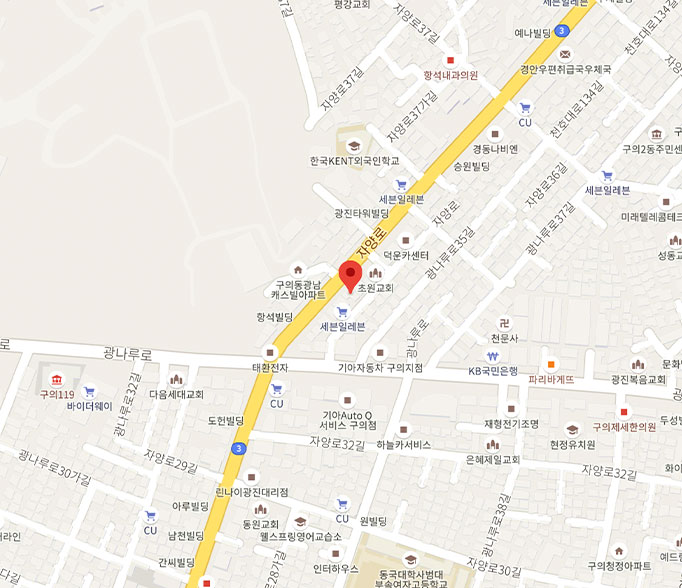 평강교회
세븐일레븐
자양로37길
예나빌딩
3
천호대로134길
항석내과의원
경안우편취급국우체국
자양로37길
자양로37가길
CU
천호대로134길
경동나비엔
구의2동주민센
한국KENT외국인학교
승원빌딩
세븐일레븐
자양로36길
세븐일레븐
광진타워빌딩
자양로
미래텔레콤테크
광나루로37길
자양로
덕운카센터
광나루로35길
성동교
구의동광남
캐스빌아파트
초원교회
항석빌딩
세븐일레븐
천문사
광나루로
광나루로
태환전자
기아자동차 구의지점
KB국민은행
파리바게뜨
광진복음교회
문화
구의119
바이더웨이
광나루로32길
다음세대교회
CU
도현빌딩
기아Auto Q
서비스 구의점
재형전기조명
구의제세한의원
두성빌
자양로32길
하늘카서비스
은혜제일교회
현정유치원
3
광나루로30가길
자양로29길
자양로32길
화이
린나이광진대리점
아루빌딩
CU
동원교회
웰스프링영어교습소
원빌딩
광나루로38길
러라인
남천빌딩
간씨빌딩
28가길
인터하우스
동국대학사범대
부속여자고등학교
자양로30길
구의청정아파트
예드림
다길